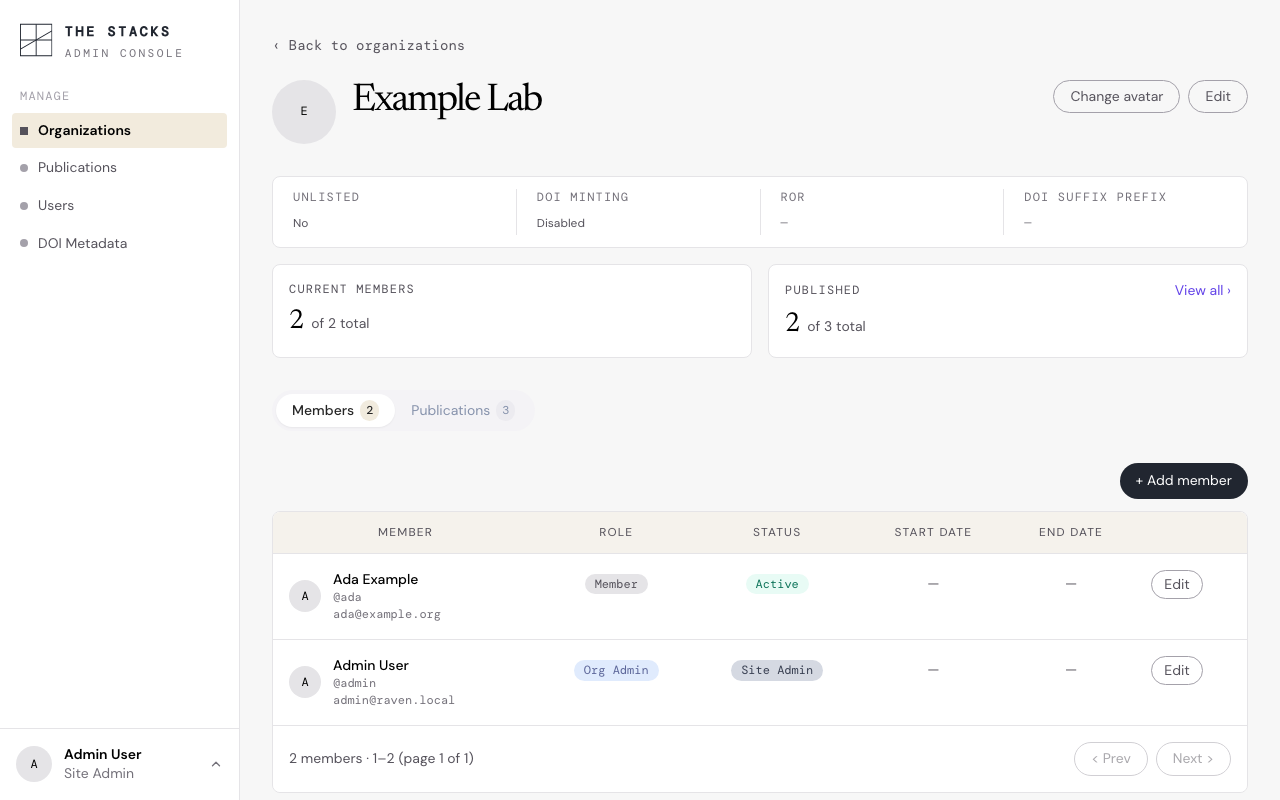 THE STACKS
ADMIN CONSOLE
MANAGE
Organizations
Publications
Users
DOI Metadata
A
Admin User
Site Admin
‹ Back to organizations
E
Example Lab
Change avatar
Edit
UNLISTED
No
DOI MINTING
Disabled
ROR
—
DOI SUFFIX PREFIX
—
CURRENT MEMBERS
2 of 2 total
PUBLISHED
View all ›
2 of 3 total
Members 2
Publications 3
+ Add member
MEMBER ROLE STATUS START DATE END DATE
A
Ada Example
@ada
ada@example.org
Member
Active
—
—
Edit
A
Admin User
@admin
admin@raven.local
Org Admin
Site Admin
—
—
Edit
2 members · 1–2 (page 1 of 1)
‹ Prev
Next ›